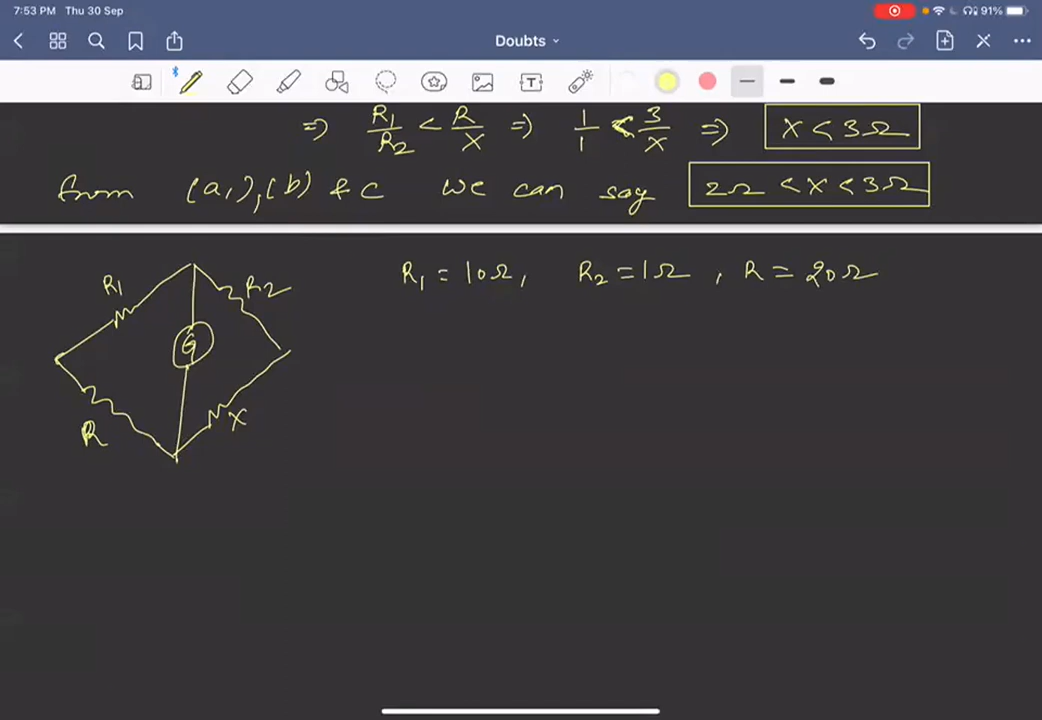 7:53 PM Thu 30 Sep
91%
Doubts
T
⇒ R₁/R₂ < R/X ⇒ 1/1 < 3/x ⇒ X < 3Ω
from (a,),(b) & c we can say 2Ω < X < 3Ω
R₁ = 10Ω, R₂ = 1Ω, R = 20Ω
R1
R2
G
R
X